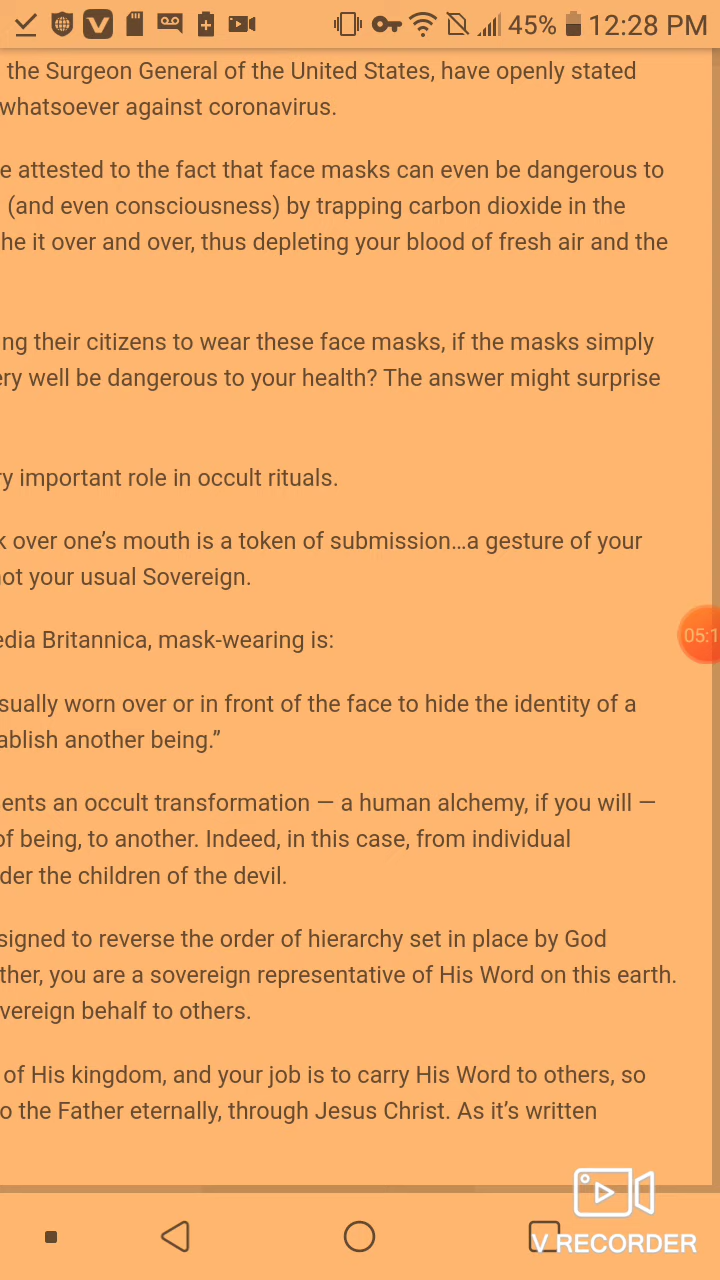 45% 12:28 PM
the Surgeon General of the United States, have openly stated
whatsoever against coronavirus.
e attested to the fact that face masks can even be dangerous to
(and even consciousness) by trapping carbon dioxide in the
he it over and over, thus depleting your blood of fresh air and the
ng their citizens to wear these face masks, if the masks simply
ery well be dangerous to your health? The answer might surprise
ry important role in occult rituals.
k over one’s mouth is a token of submission…a gesture of your
not your usual Sovereign.
edia Britannica, mask-wearing is:
sually worn over or in front of the face to hide the identity of a
ablish another being.”
ents an occult transformation — a human alchemy, if you will —
of being, to another. Indeed, in this case, from individual
der the children of the devil.
signed to reverse the order of hierarchy set in place by God
ther, you are a sovereign representative of His Word on this earth.
vereign behalf to others.
of His kingdom, and your job is to carry His Word to others, so
o the Father eternally, through Jesus Christ. As it’s written
05:1
V RECORDER